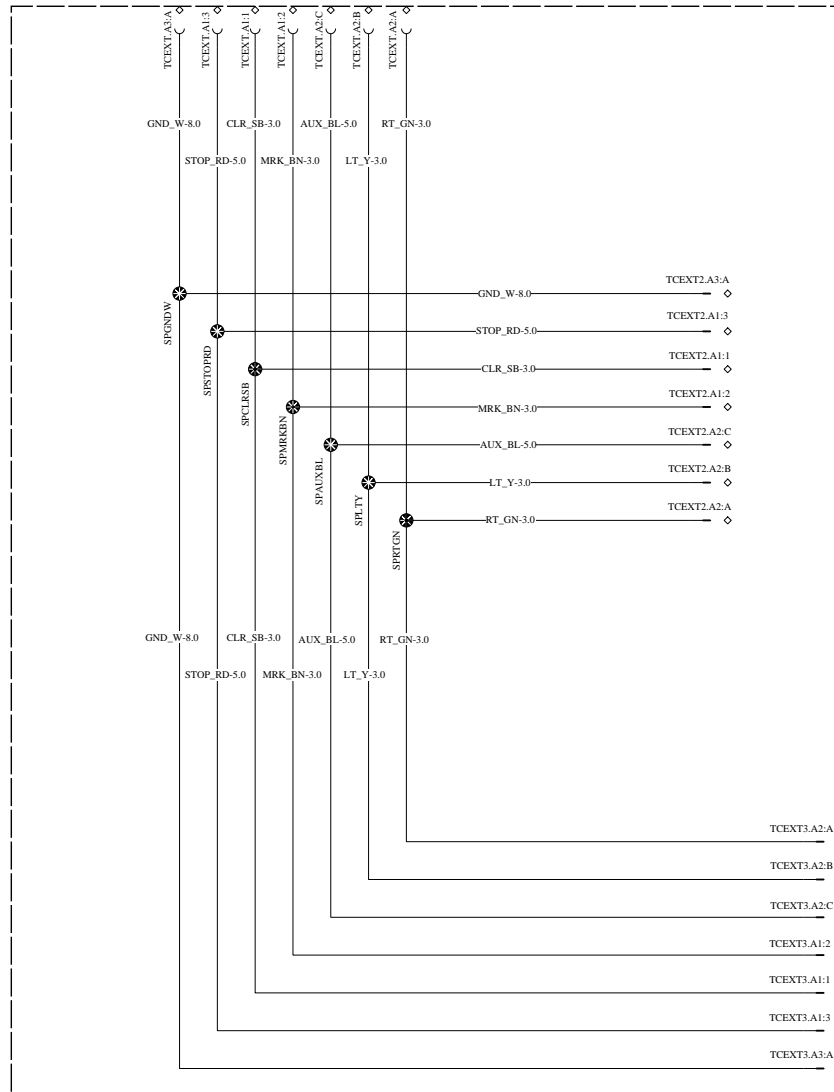 TCEXT.A3:A
TCEXT.A1:3
TCEXT.A1:1
TCEXT.A1:2
TCEXT.A2:C
TCEXT.A2:B
TCEXT.A2:A
GND_W-8.0
CLR_SB-3.0
AUX_BL-5.0
RT_GN-3.0
STOP_RD-5.0
MRK_BN-3.0
LT_Y-3.0
TCEXT2.A3:A
GND_W-8.0
SPGNDW
TCEXT2.A1:3
STOP_RD-5.0
SPSTOPRD
TCEXT2.A1:1
CLR_SB-3.0
SPCLRSB
TCEXT2.A1:2
MRK_BN-3.0
SPMRKBN
TCEXT2.A2:C
AUX_BL-5.0
SPAUXBL
TCEXT2.A2:B
LT_Y-3.0
SPLTY
TCEXT2.A2:A
RT_GN-3.0
SPRTGN
GND_W-8.0
CLR_SB-3.0
AUX_BL-5.0
RT_GN-3.0
STOP_RD-5.0
MRK_BN-3.0
LT_Y-3.0
TCEXT3.A2:A
TCEXT3.A2:B
TCEXT3.A2:C
TCEXT3.A1:2
TCEXT3.A1:1
TCEXT3.A1:3
TCEXT3.A3:A